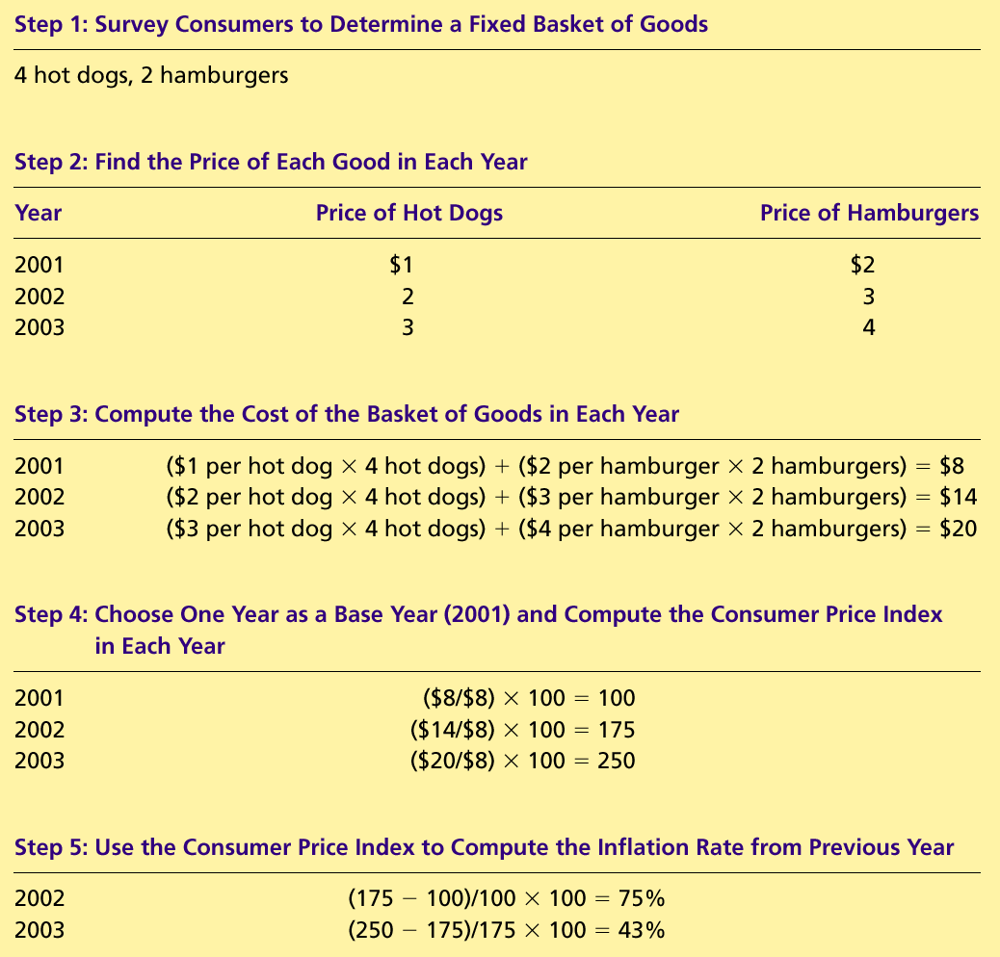 Step 1: Survey Consumers to Determine a Fixed Basket of Goods
4 hot dogs, 2 hamburgers
Step 2: Find the Price of Each Good in Each Year
Year Price of Hot Dogs Price of Hamburgers
2001 $1 $2
2002 2 3
2003 3 4
Step 3: Compute the Cost of the Basket of Goods in Each Year
2001 ($1 per hot dog × 4 hot dogs) + ($2 per hamburger × 2 hamburgers) = $8
2002 ($2 per hot dog × 4 hot dogs) + ($3 per hamburger × 2 hamburgers) = $14
2003 ($3 per hot dog × 4 hot dogs) + ($4 per hamburger × 2 hamburgers) = $20
Step 4: Choose One Year as a Base Year (2001) and Compute the Consumer Price Index
in Each Year
2001 ($8/$8) × 100 = 100
2002 ($14/$8) × 100 = 175
2003 ($20/$8) × 100 = 250
Step 5: Use the Consumer Price Index to Compute the Inflation Rate from Previous Year
2002 (175 − 100)/100 × 100 = 75%
2003 (250 − 175)/175 × 100 = 43%